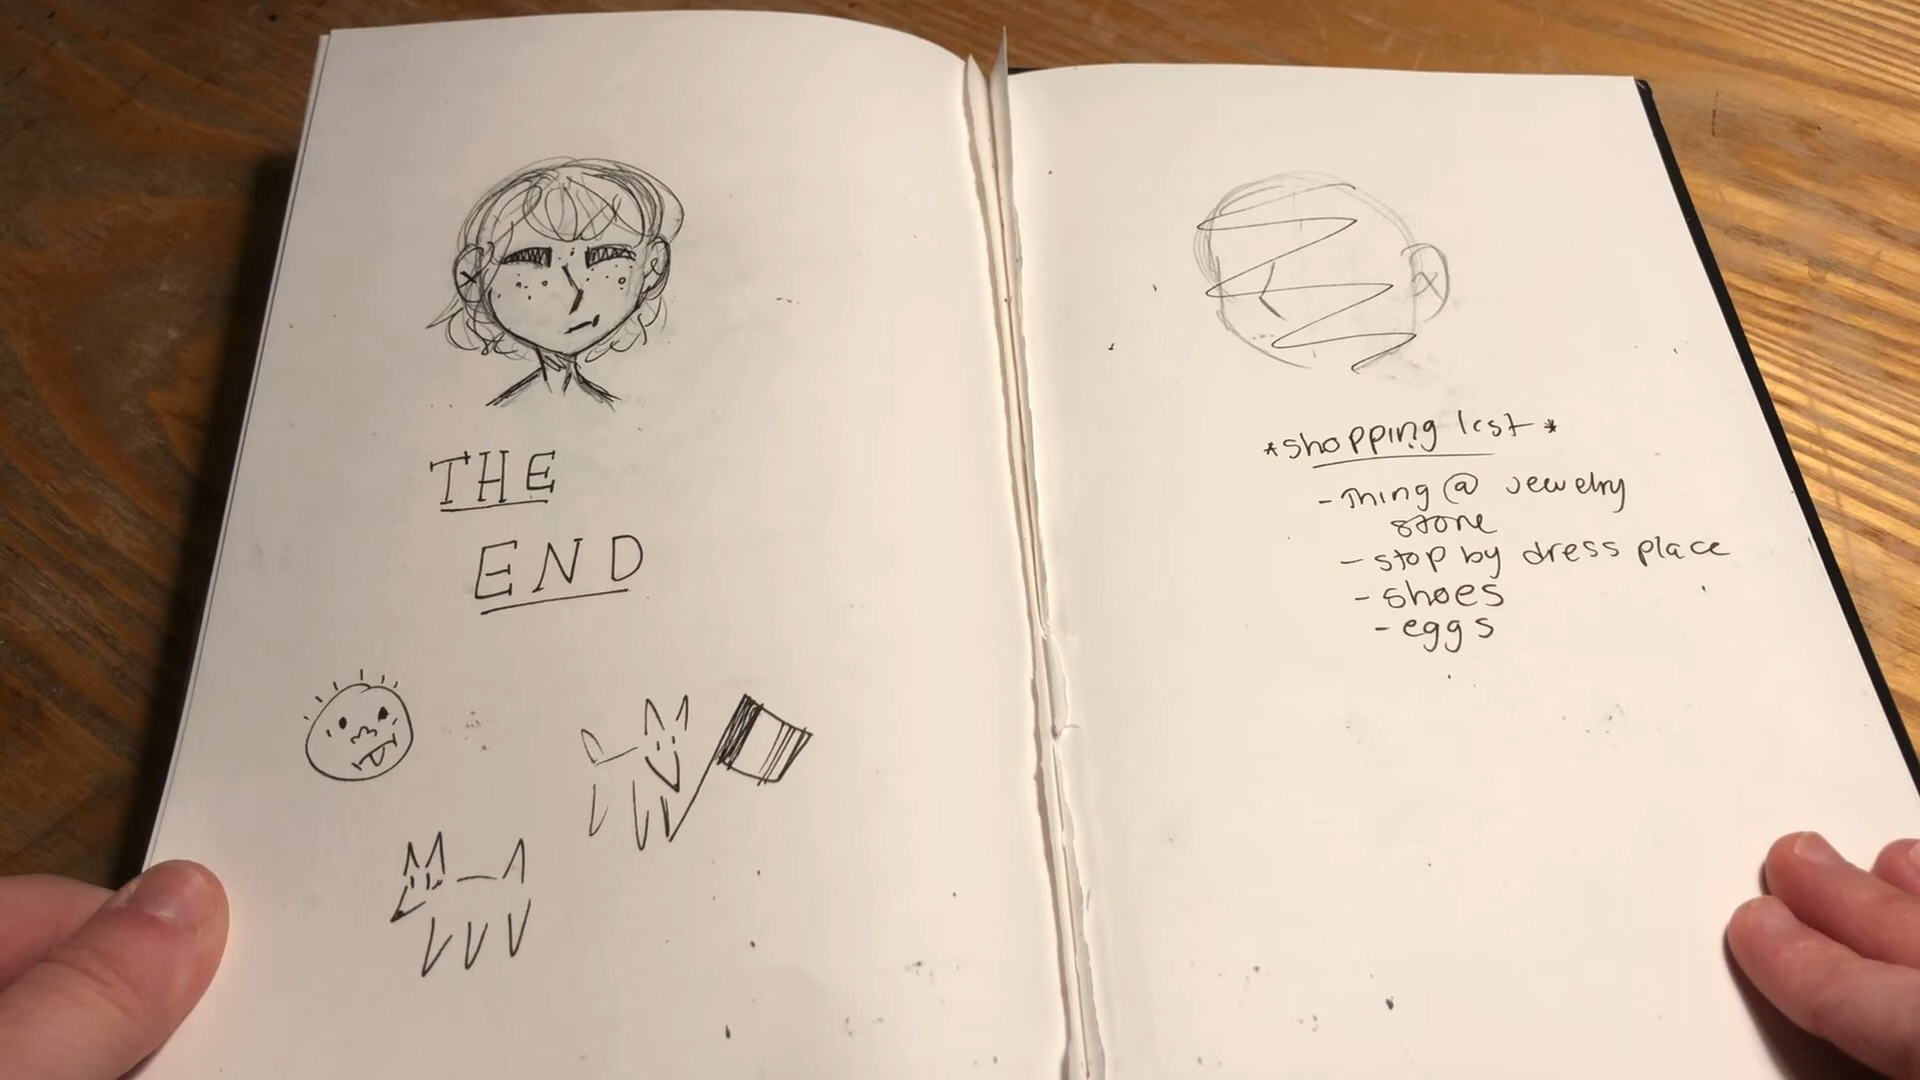 THE
END
*shopping list*
- Thing @ jewelry
store
- stop by dress place
- shoes
- eggs